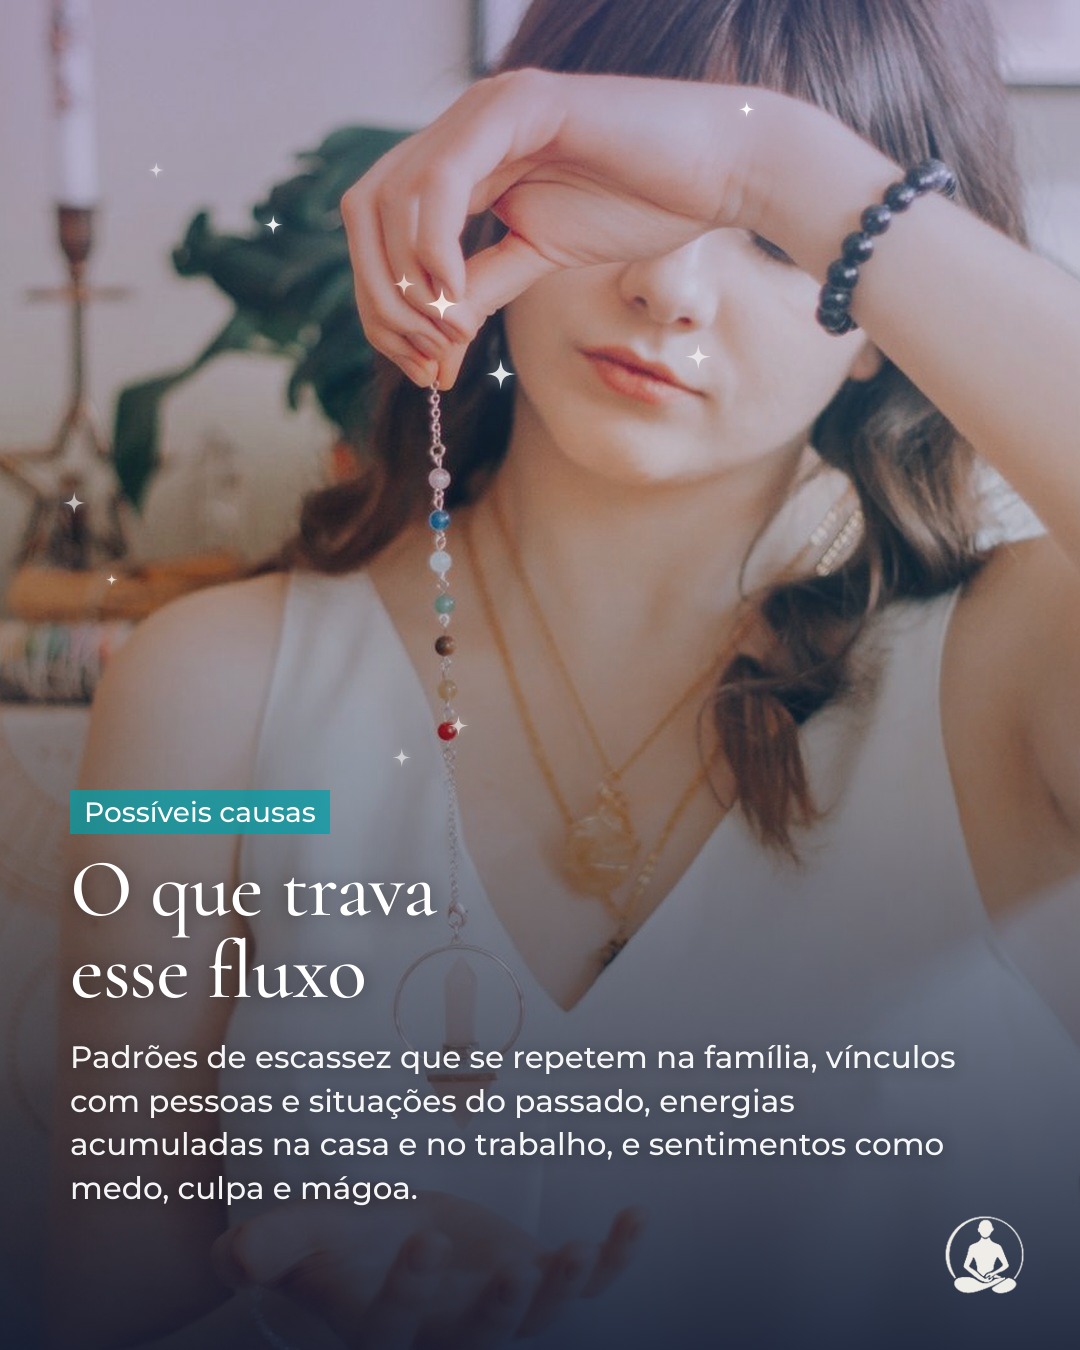 Possíveis causas
O que trava
esse fluxo
Padrões de escassez que se repetem na família, vínculos
com pessoas e situações do passado, energias
acumuladas na casa e no trabalho, e sentimentos como
medo, culpa e mágoa.